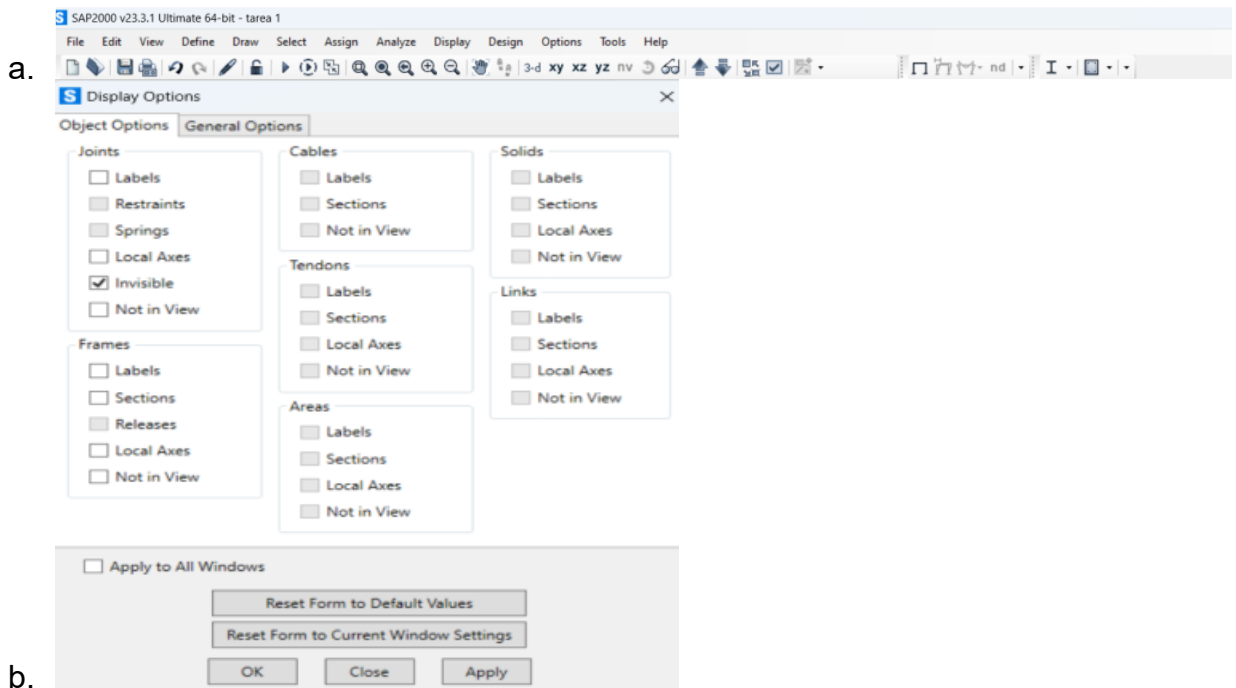 SAP2000 v23.3.1 Ultimate 64-bit - tarea 1
File Edit View Define Draw Select Assign Analyze Display Design Options Tools Help
a.
3-d xy xz yz nv nd
Display Options
Object Options General Options
Joints
Labels
Restraints
Springs
Local Axes
Invisible
Not in View
Frames
Labels
Sections
Releases
Local Axes
Not in View
Cables
Labels
Sections
Not in View
Tendons
Labels
Sections
Local Axes
Not in View
Areas
Labels
Sections
Local Axes
Not in View
Solids
Labels
Sections
Local Axes
Not in View
Links
Labels
Sections
Local Axes
Not in View
Apply to All Windows
Reset Form to Default Values
Reset Form to Current Window Settings
OK Close Apply
b.